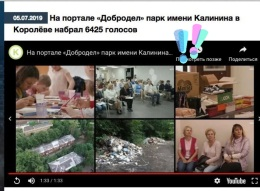 05.07.2019
На портале «Добродел» парк имени Калинина в
Королёве набрал 6425 голосов
К
На портале «Добродел» парк имени Калинина...
Посмотреть позже
Поделиться
1:33 / 1:33
YouTube